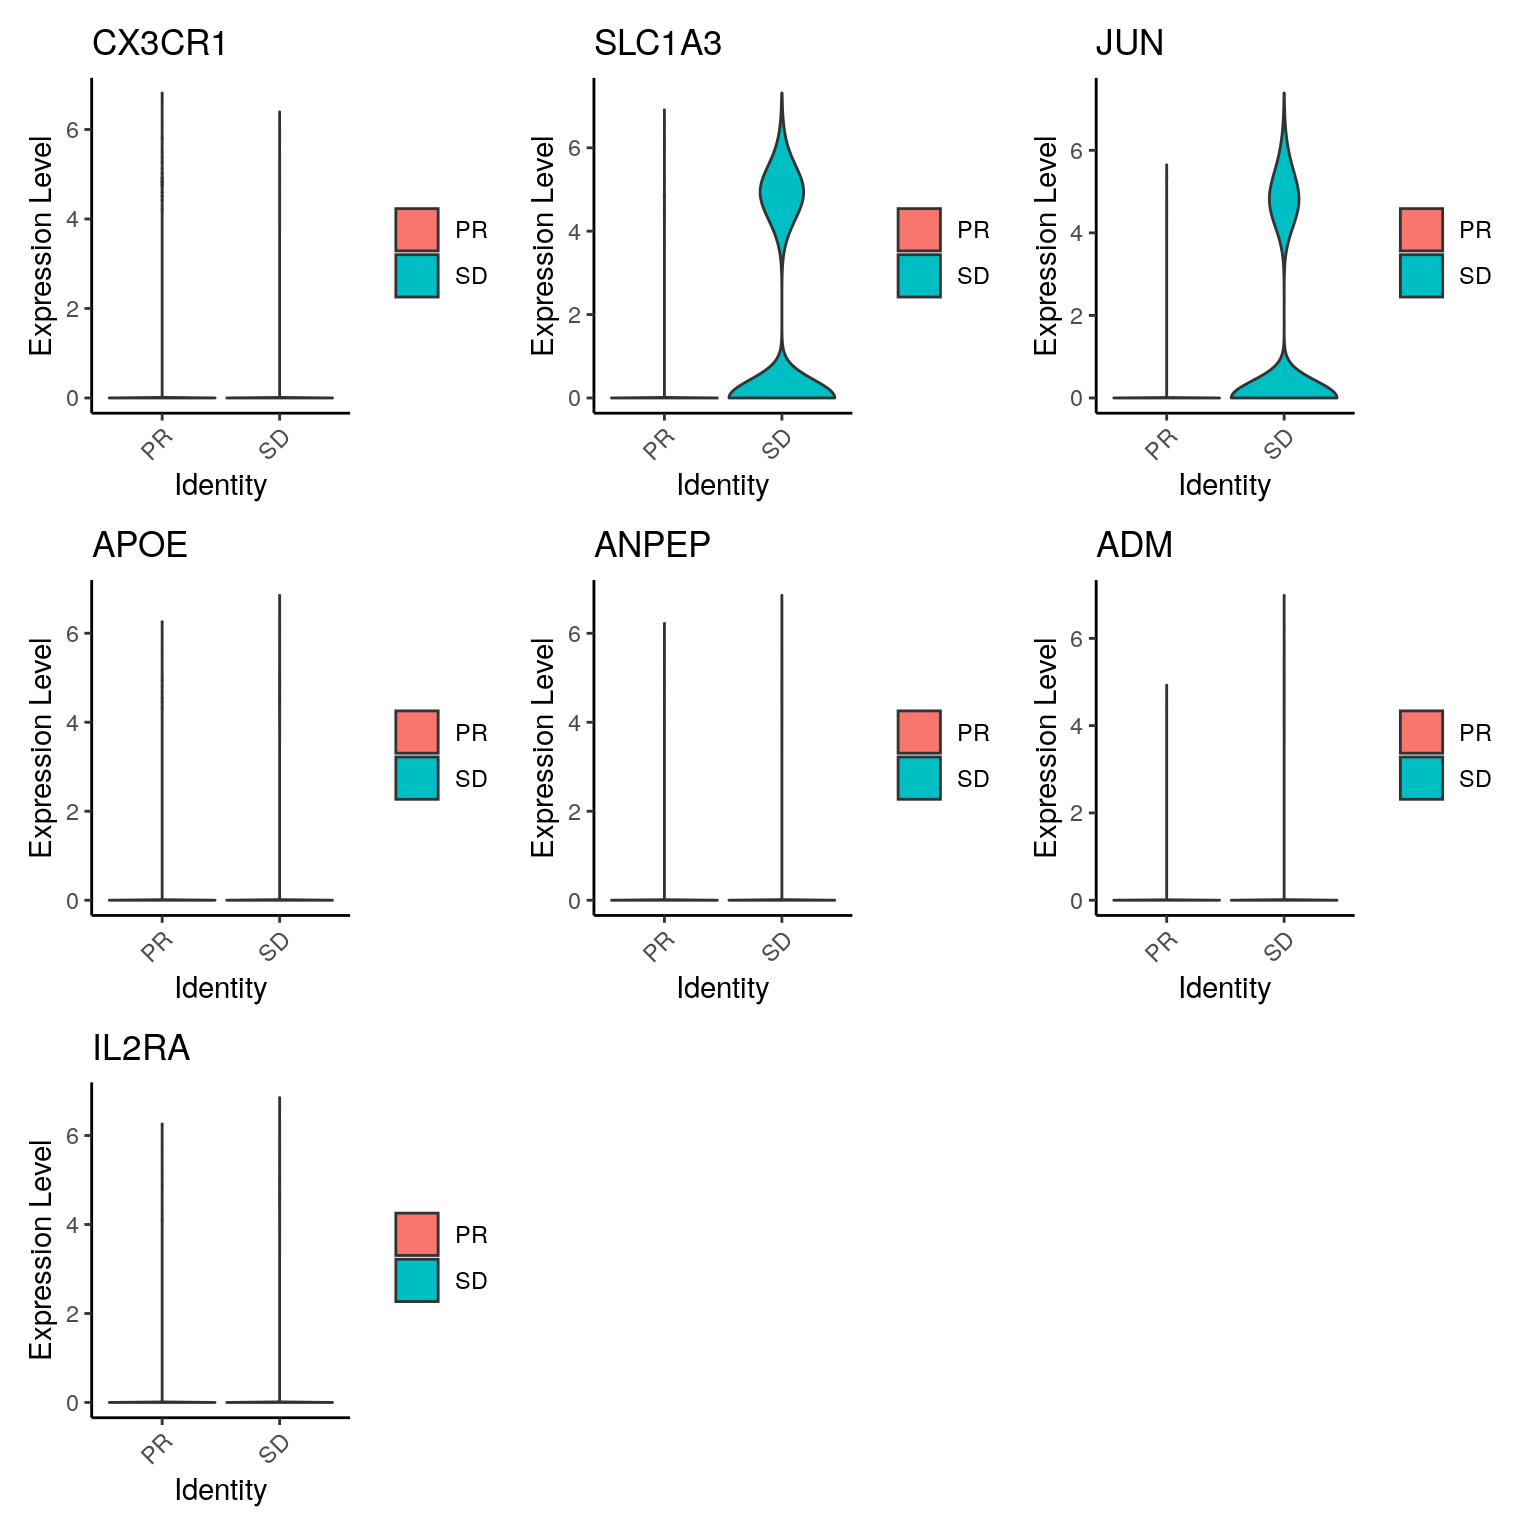 CX3CR1
Expression Level
6
4
2
0
PR
SD
Identity
PR
SD
SLC1A3
Expression Level
6
4
2
0
PR
SD
Identity
PR
SD
JUN
Expression Level
6
4
2
0
PR
SD
Identity
PR
SD
APOE
Expression Level
6
4
2
0
PR
SD
Identity
PR
SD
ANPEP
Expression Level
6
4
2
0
PR
SD
Identity
PR
SD
ADM
Expression Level
6
4
2
0
PR
SD
Identity
PR
SD
IL2RA
Expression Level
6
4
2
0
PR
SD
Identity
PR
SD